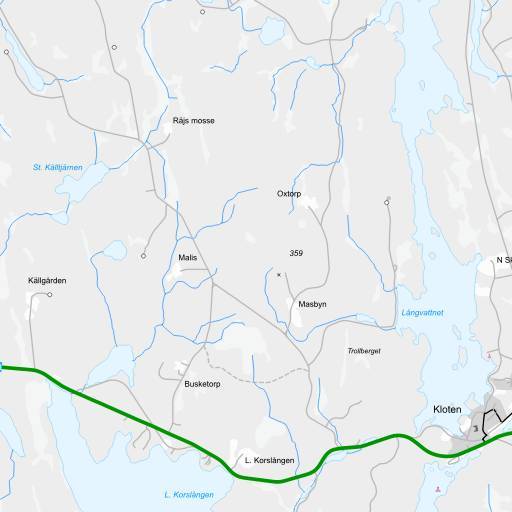 Råjs mosse
St. Källtjärnen
Oxtorp
359
Malis
N Sk
Källgården
Masbyn
Långvattnet
Trollberget
Busketorp
Kloten
L. Korslången
L. Korslången